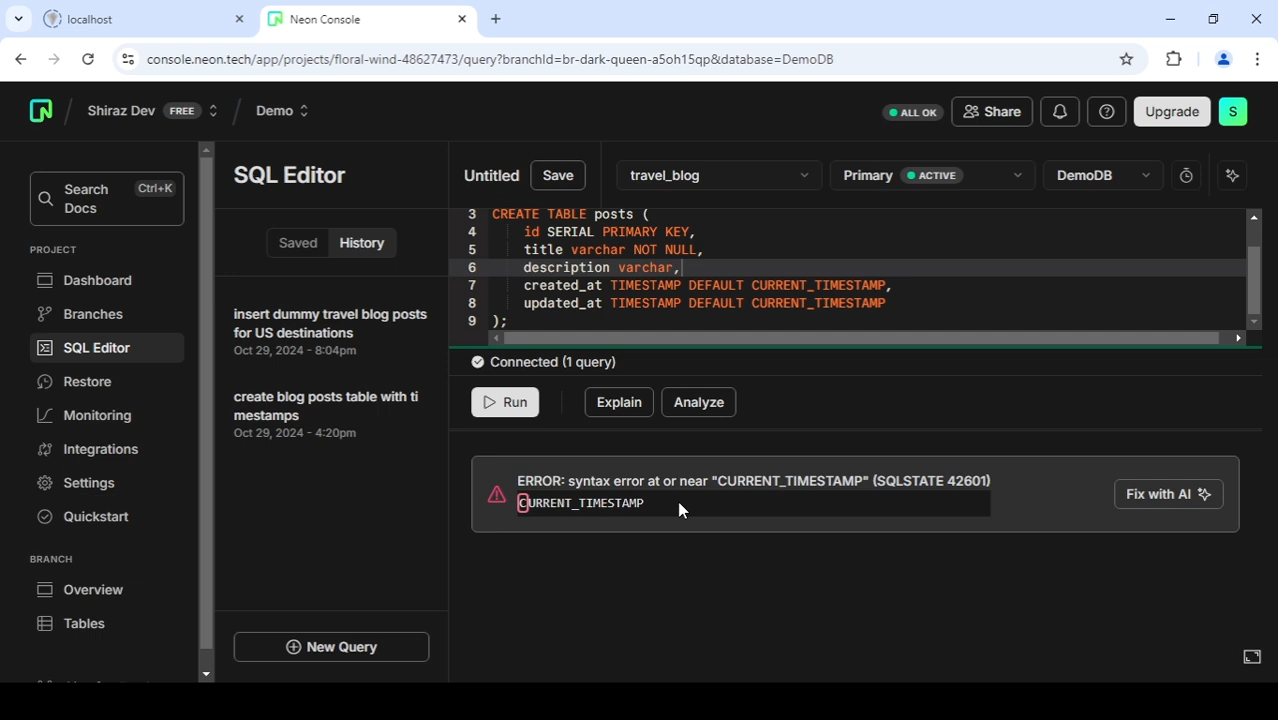 localhost
Neon Console
console.neon.tech/app/projects/floral-wind-48627473/query?branchId=br-dark-queen-a5oh15qp&database=DemoDB
Shiraz Dev FREE / Demo
ALL OK Share Upgrade S
Search Docs Ctrl+K
PROJECT
Dashboard
Branches
SQL Editor
Restore
Monitoring
Integrations
Settings
Quickstart
BRANCH
Overview
Tables
SQL Editor
Saved History
insert dummy travel blog posts
for US destinations
Oct 29, 2024 - 8:04pm
create blog posts table with ti
mestamps
Oct 29, 2024 - 4:20pm
New Query
Untitled Save travel_blog Primary ACTIVE DemoDB
3 CREATE TABLE posts (
4 id SERIAL PRIMARY KEY,
5 title varchar NOT NULL,
6 description varchar,
7 created_at TIMESTAMP DEFAULT CURRENT_TIMESTAMP,
8 updated_at TIMESTAMP DEFAULT CURRENT_TIMESTAMP
9 );
Connected (1 query)
Run Explain Analyze
ERROR: syntax error at or near "CURRENT_TIMESTAMP" (SQLSTATE 42601)
CURRENT_TIMESTAMP
Fix with AI